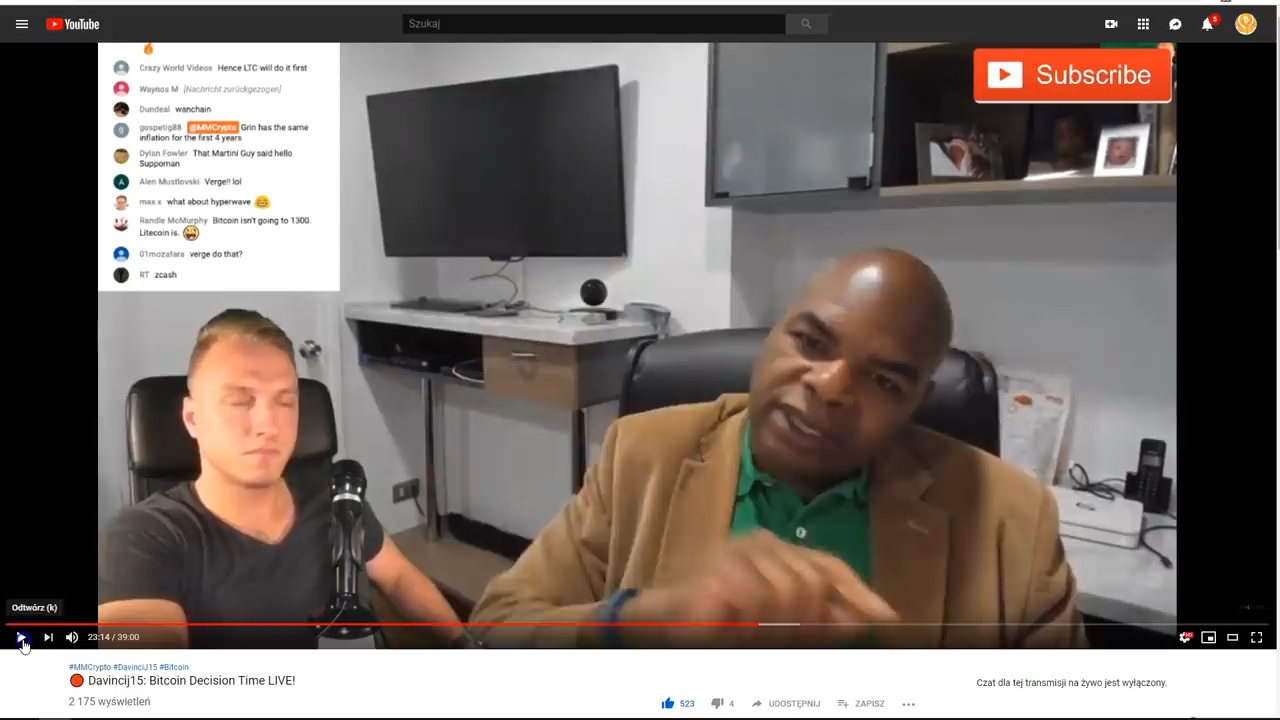 YouTube
Szukaj
5
Subscribe
Crazy World Videos Hence LTC will do it first
Waynos M [Nachricht zurückgezogen]
Dundeal wanchain
gospetig88 @MMCrypto Grin has the same
inflation for the first 4 years
Dylan Fowler That Martini Guy said hello
Suppoman
Alen Mustlovski Verge!! lol
max x what about hyperwave
Randle McMurphy Bitcoin isn't going to 1300.
Litecoin is.
01mozafara verge do that?
RT zcash
Odtwórz (k)
23:14 / 39:00
HD
#MMCrypto #DavinciJ15 #Bitcoin
Davincij15: Bitcoin Decision Time LIVE!
Czat dla tej transmisji na żywo jest wyłączony.
2 175 wyświetleń
523
4
UDOSTĘPNIJ
ZAPISZ